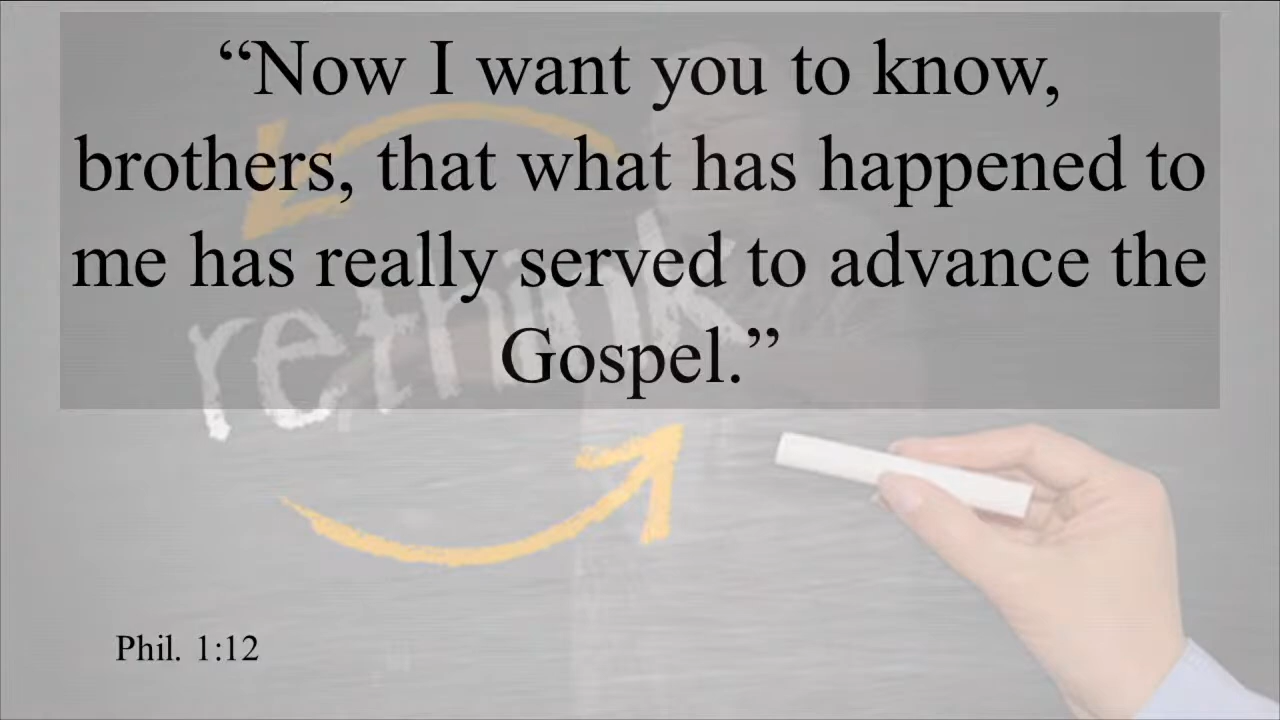 “Now I want you to know,
brothers, that what has happened to
me has really served to advance the
Gospel.”
rethink
Phil. 1:12